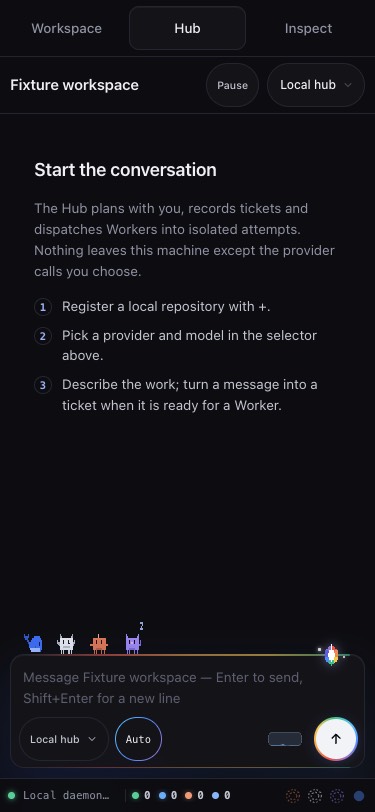 Workspace Hub Inspect
Fixture workspace Pause Local hub
Start the conversation
The Hub plans with you, records tickets and
dispatches Workers into isolated attempts.
Nothing leaves this machine except the provider
calls you choose.
1 Register a local repository with +.
2 Pick a provider and model in the selector
above.
3 Describe the work; turn a message into a
ticket when it is ready for a Worker.
z
Message Fixture workspace — Enter to send,
Shift+Enter for a new line
Local hub Auto
Local daemon… 0 0 0 0